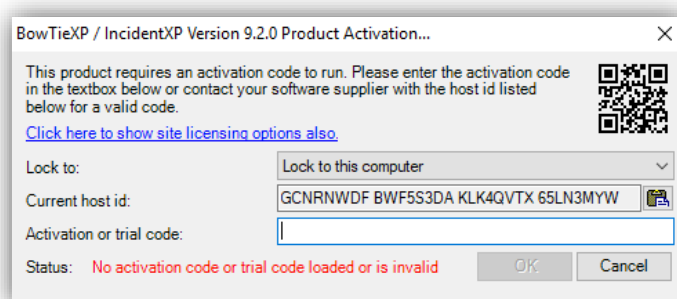 BowTieXP / IncidentXP Version 9.2.0 Product Activation...
This product requires an activation code to run. Please enter the activation code
in the textbox below or contact your software supplier with the host id listed
below for a valid code.
Click here to show site licensing options also.
Lock to: Lock to this computer
Current host id: GCNRNWDF BWF5S3DA KLK4QVTX 65LN3MYW
Activation or trial code:
Status: No activation code or trial code loaded or is invalid OK Cancel